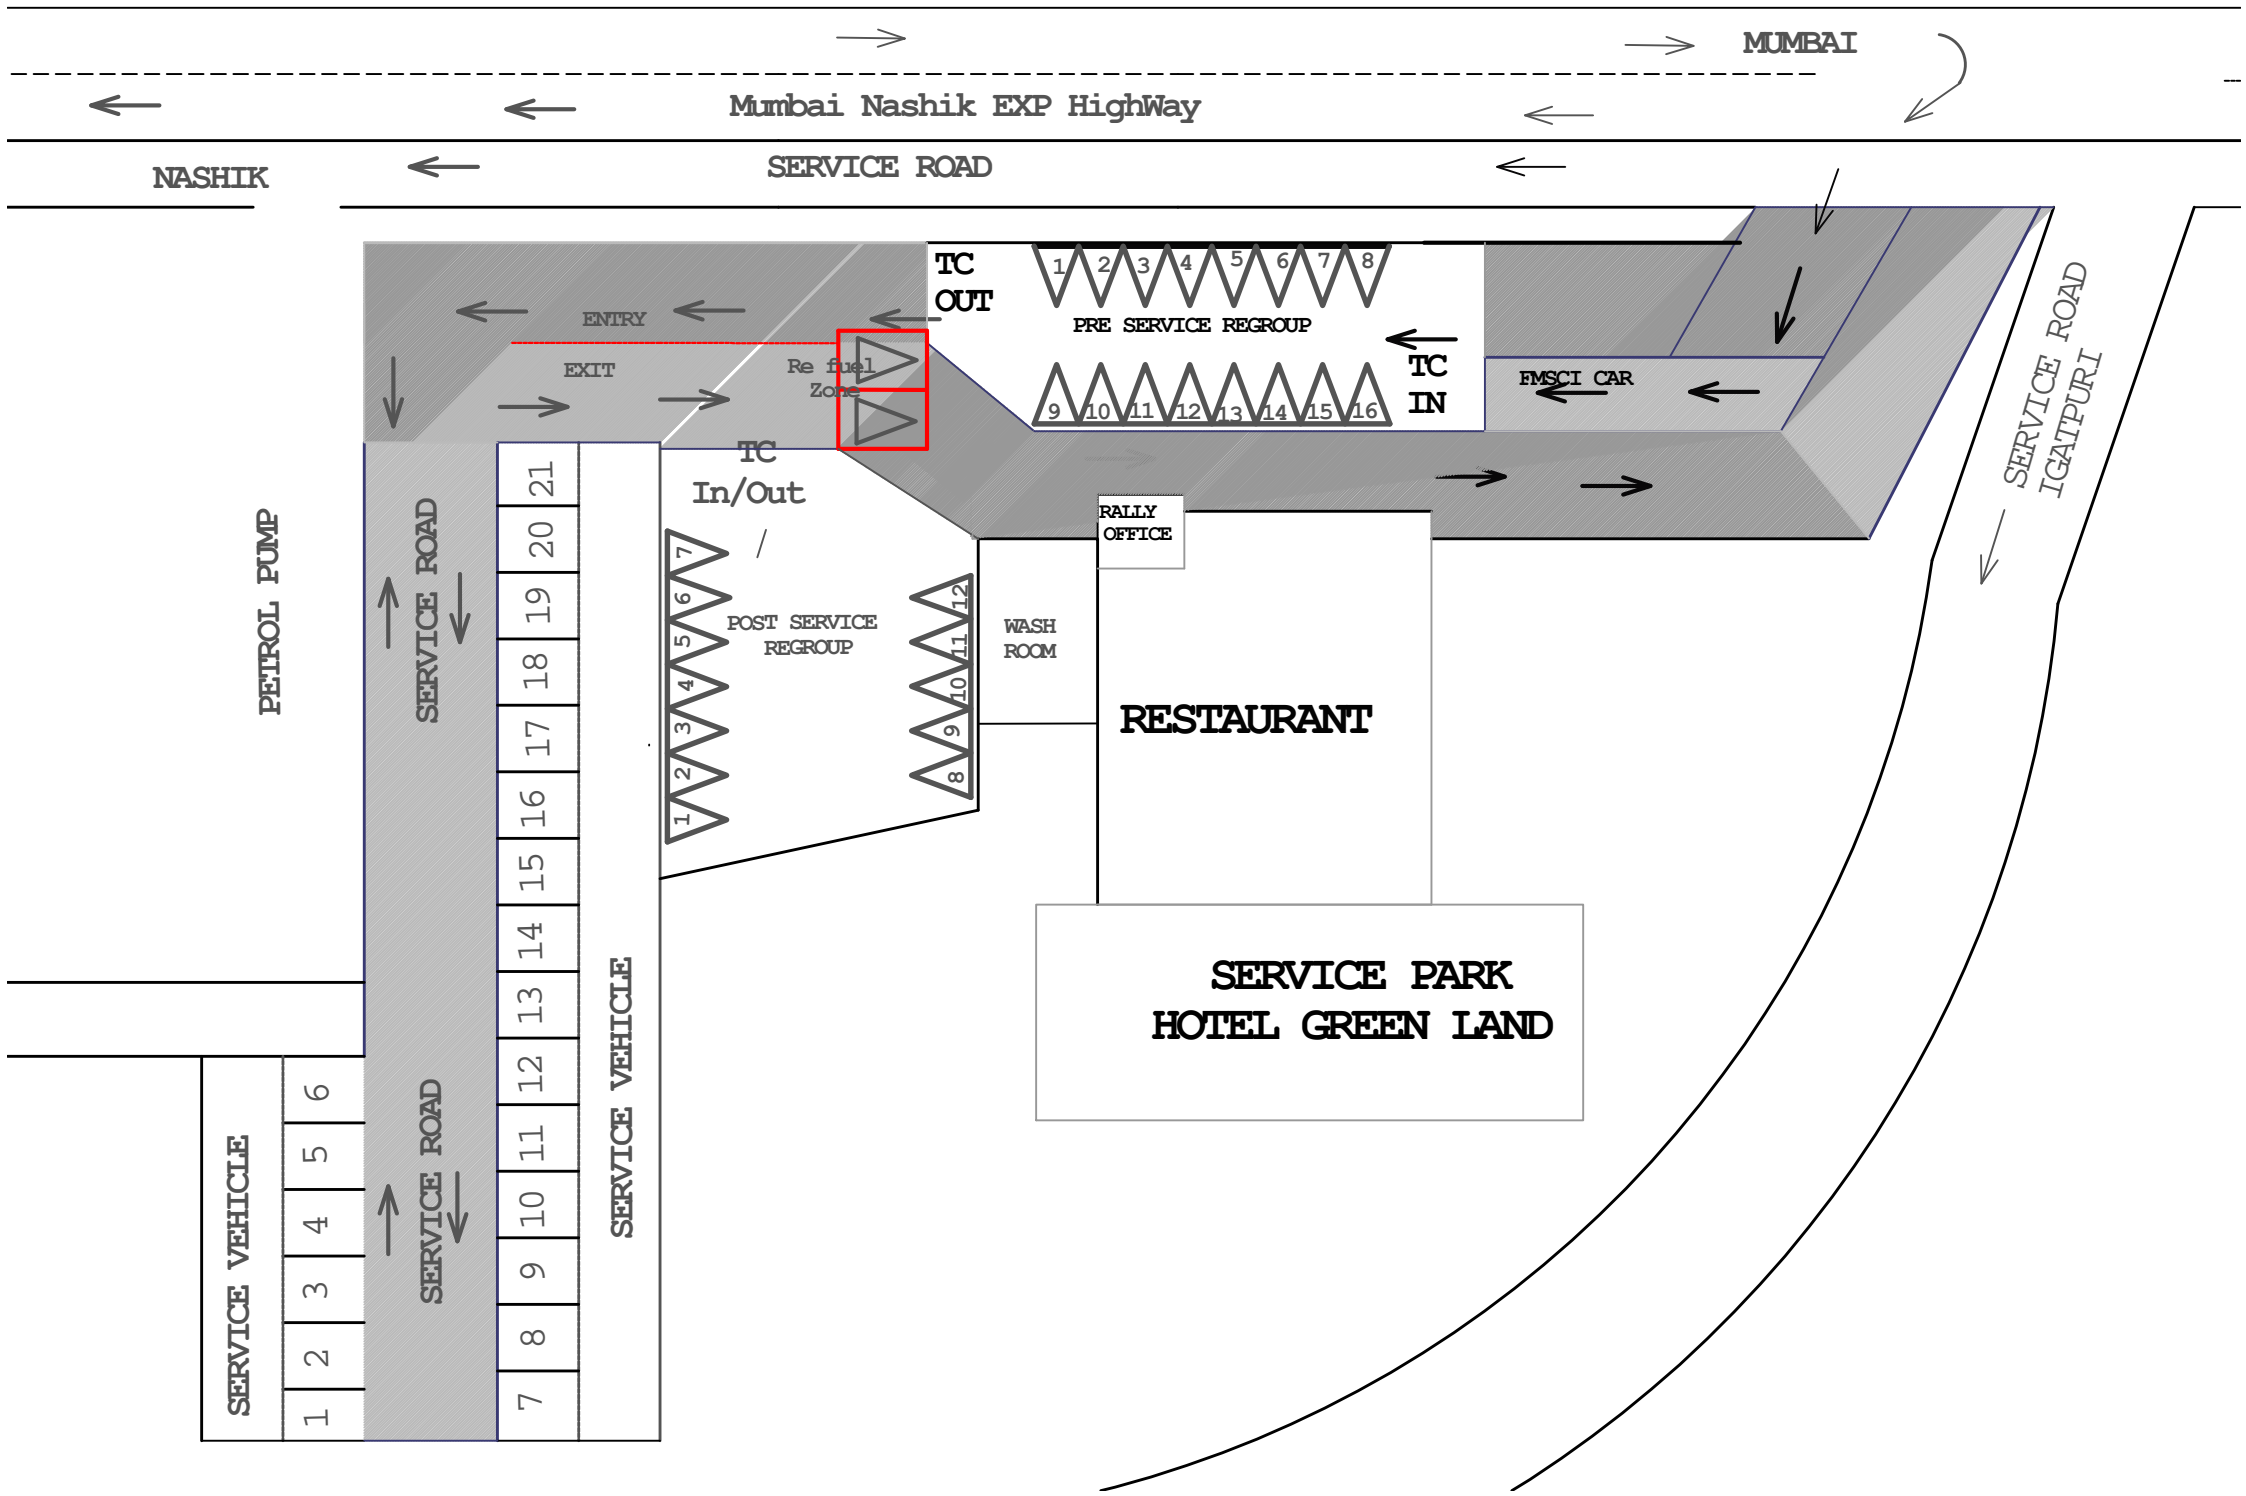 MUMBAI
Mumbai Nashik EXP HighWay
SERVICE ROAD
NASHIK
TC
OUT
1 2 3 4 5 6 7 8
PRE SERVICE REGROUP
TC
IN
9 10 11 12 13 14 15 16
FMSCI CAR
SERVICE ROAD
IGATPURI
ENTRY
EXIT
Re fuel
Zone
TC
In/Out
RALLY
OFFICE
PETROL PUMP
SERVICE ROAD
21
20
19
18
17
16
15
14
13
12
11
10
9
8
7
SERVICE VEHICLE
7
6
5
4
3
2
1
POST SERVICE
REGROUP
12
11
10
9
8
WASH
ROOM
RESTAURANT
SERVICE PARK
HOTEL GREEN LAND
SERVICE VEHICLE
6
5
4
3
2
1
SERVICE ROAD